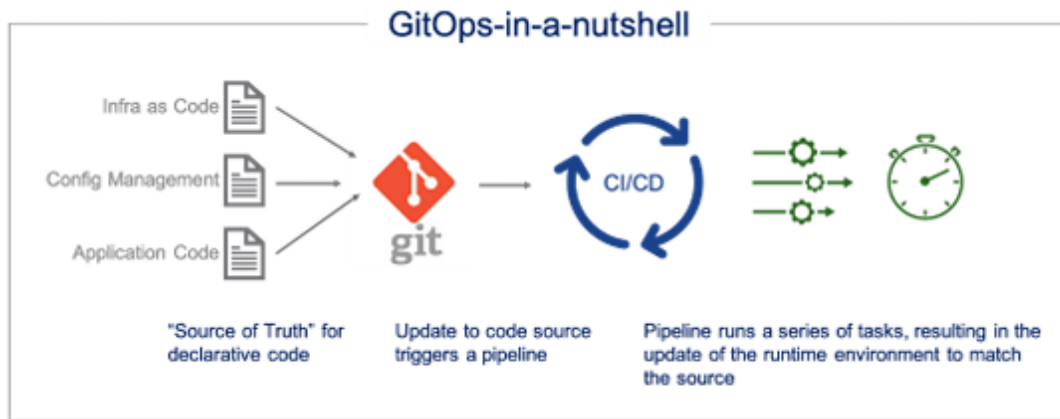 GitOps-in-a-nutshell
Infra as Code
Config Management
Application Code
git
CI/CD
"Source of Truth" for
declarative code
Update to code source
triggers a pipeline
Pipeline runs a series of tasks, resulting in the
update of the runtime environment to match
the source